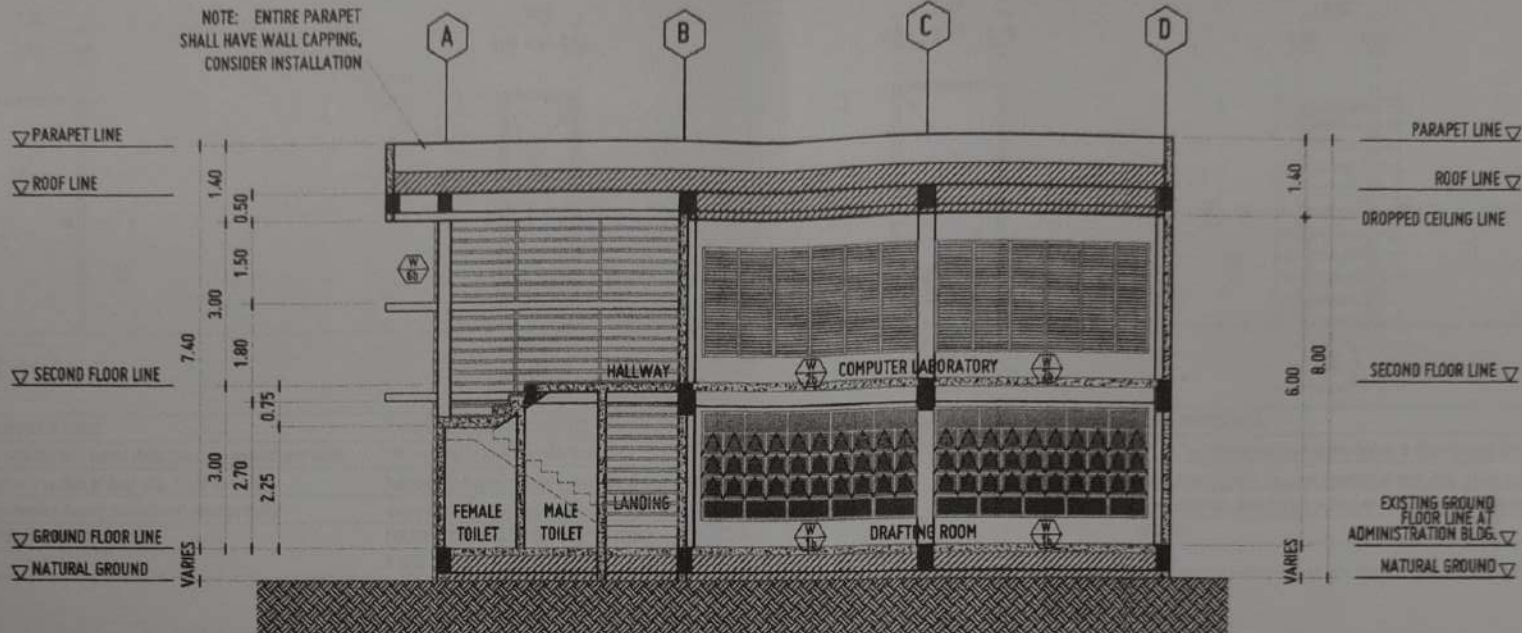 NOTE: ENTIRE PARAPET
SHALL HAVE WALL CAPPING,
CONSIDER INSTALLATION
A
B
C
D
PARAPET LINE
ROOF LINE
SECOND FLOOR LINE
GROUND FLOOR LINE
NATURAL GROUND
1.40
0.50
1.50
3.00
7.40
1.80
0.75
3.00
2.70
2.25
VARIES
W
6b
HALLWAY
COMPUTER LABORATORY
W
W
FEMALE
TOILET
MALE
TOILET
LANDING
DRAFTING ROOM
W
W
PARAPET LINE
1.40
ROOF LINE
DROPPED CEILING LINE
6.00
8.00
SECOND FLOOR LINE
EXISTING GROUND
FLOOR LINE AT
ADMINISTRATION BLDG.
VARIES
NATURAL GROUND